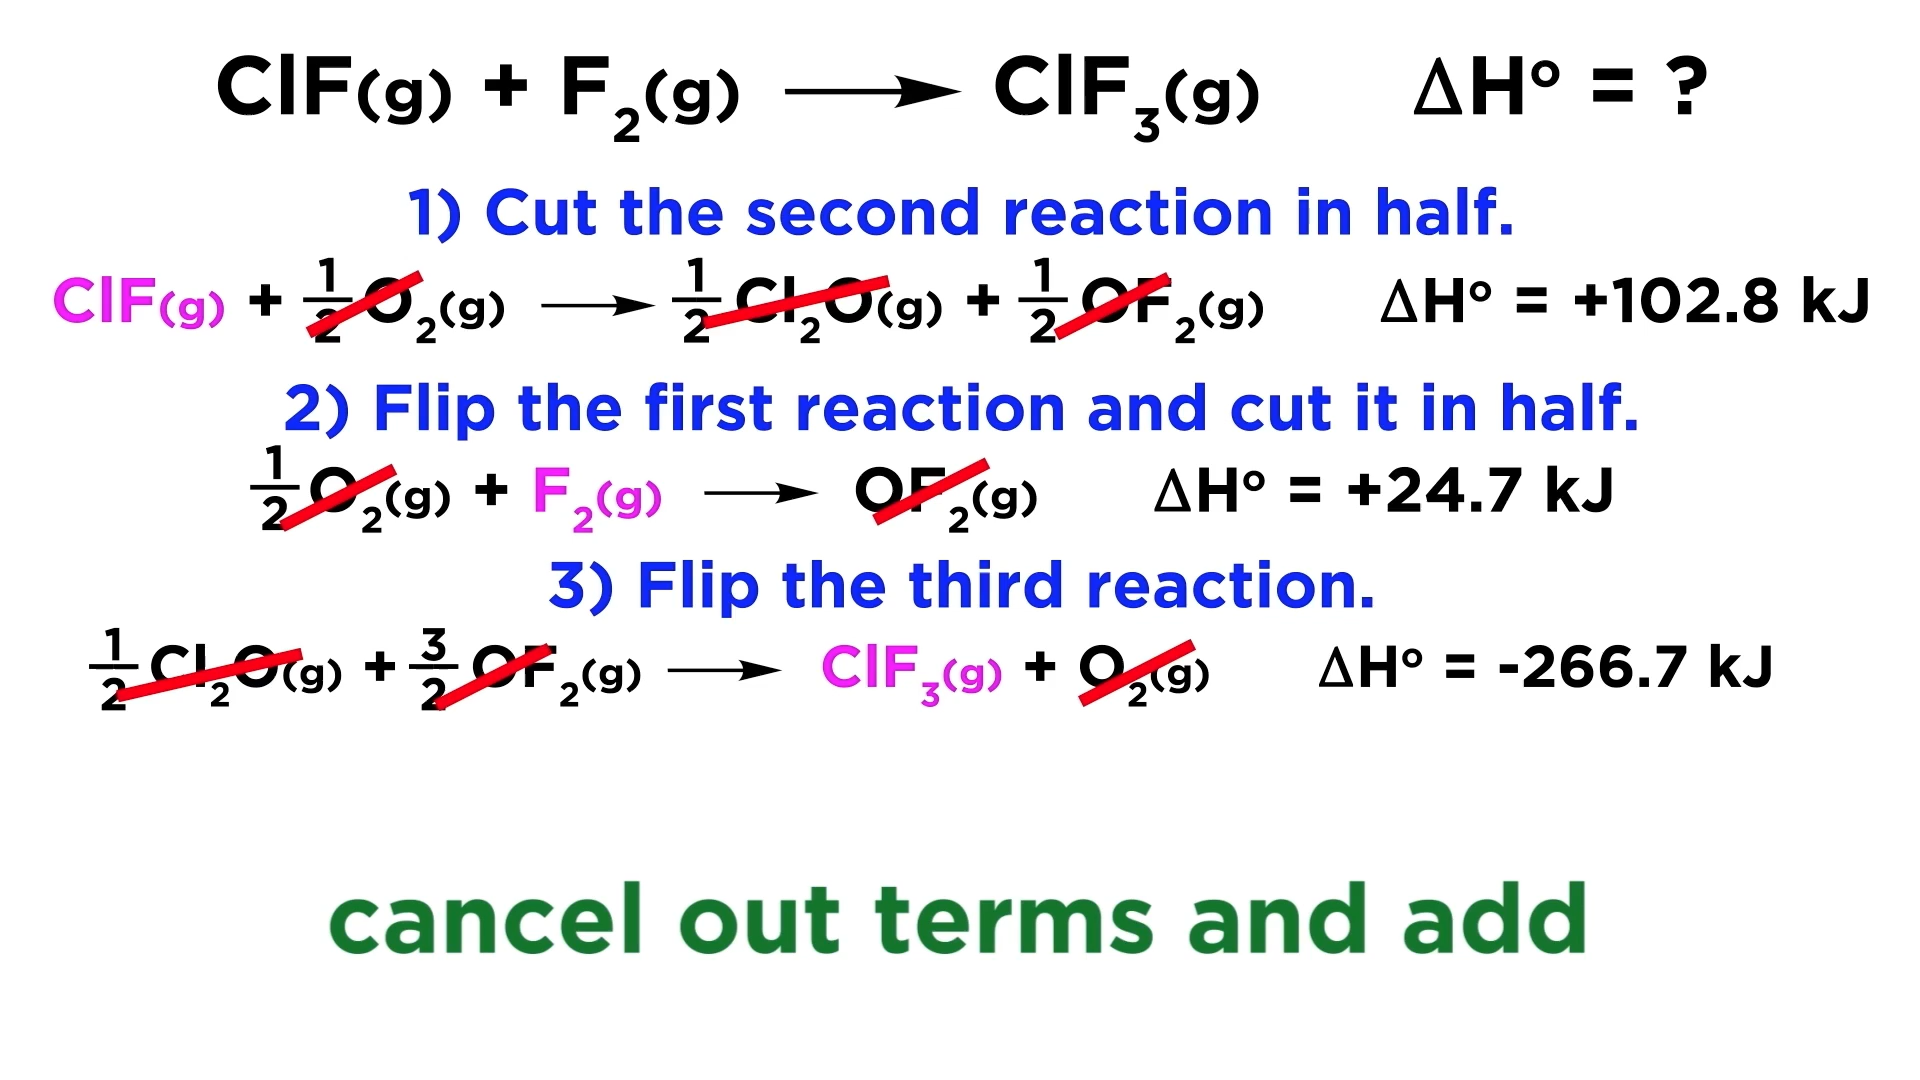 ClF(g) + F₂(g) ⟶ ClF₃(g) ΔH° = ?
1) Cut the second reaction in half.
ClF(g) + 1/2 O₂(g) ⟶ 1/2 Cl₂O(g) + 1/2 OF₂(g) ΔH° = +102.8 kJ
2) Flip the first reaction and cut it in half.
1/2 O₂(g) + F₂(g) ⟶ OF₂(g) ΔH° = +24.7 kJ
3) Flip the third reaction.
1/2 Cl₂O(g) + 3/2 OF₂(g) ⟶ ClF₃(g) + O₂(g) ΔH° = -266.7 kJ
cancel out terms and add